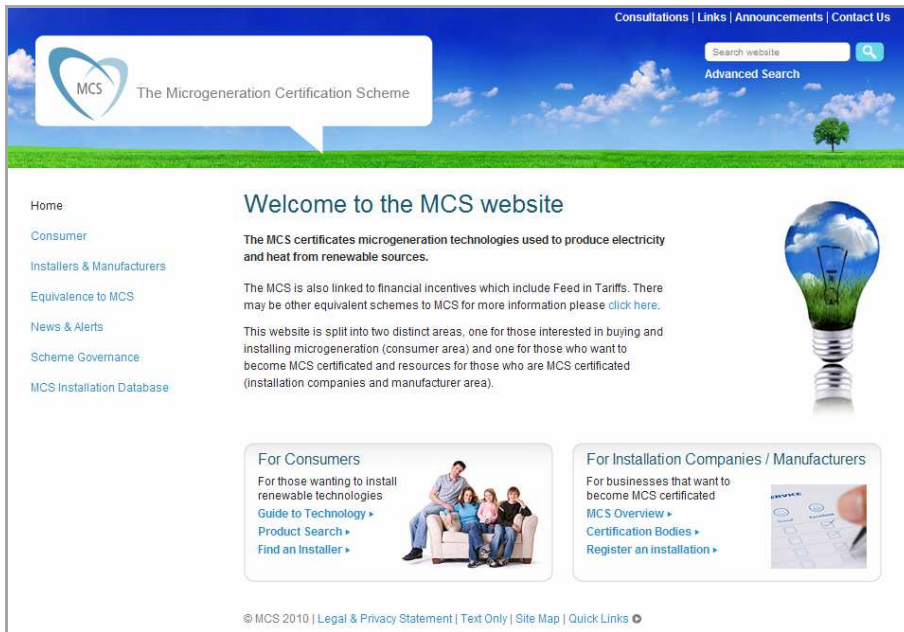 Consultations | Links | Announcements | Contact Us
Search website
Advanced Search
MCS
The Microgeneration Certification Scheme
Home
Consumer
Installers & Manufacturers
Equivalence to MCS
News & Alerts
Scheme Governance
MCS Installation Database
Welcome to the MCS website
The MCS certificates microgeneration technologies used to produce electricity
and heat from renewable sources.
The MCS is also linked to financial incentives which include Feed in Tariffs. There
may be other equivalent schemes to MCS for more information please click here.
This website is split into two distinct areas, one for those interested in buying and
installing microgeneration (consumer area) and one for those who want to
become MCS certificated and resources for those who are MCS certificated
(installation companies and manufacturer area).
For Consumers
For those wanting to install
renewable technologies
Guide to Technology
Product Search
Find an Installer
For Installation Companies / Manufacturers
For businesses that want to
become MCS certificated
MCS Overview
Certification Bodies
Register an installation
SERVICE
© MCS 2010 | Legal & Privacy Statement | Text Only | Site Map | Quick Links